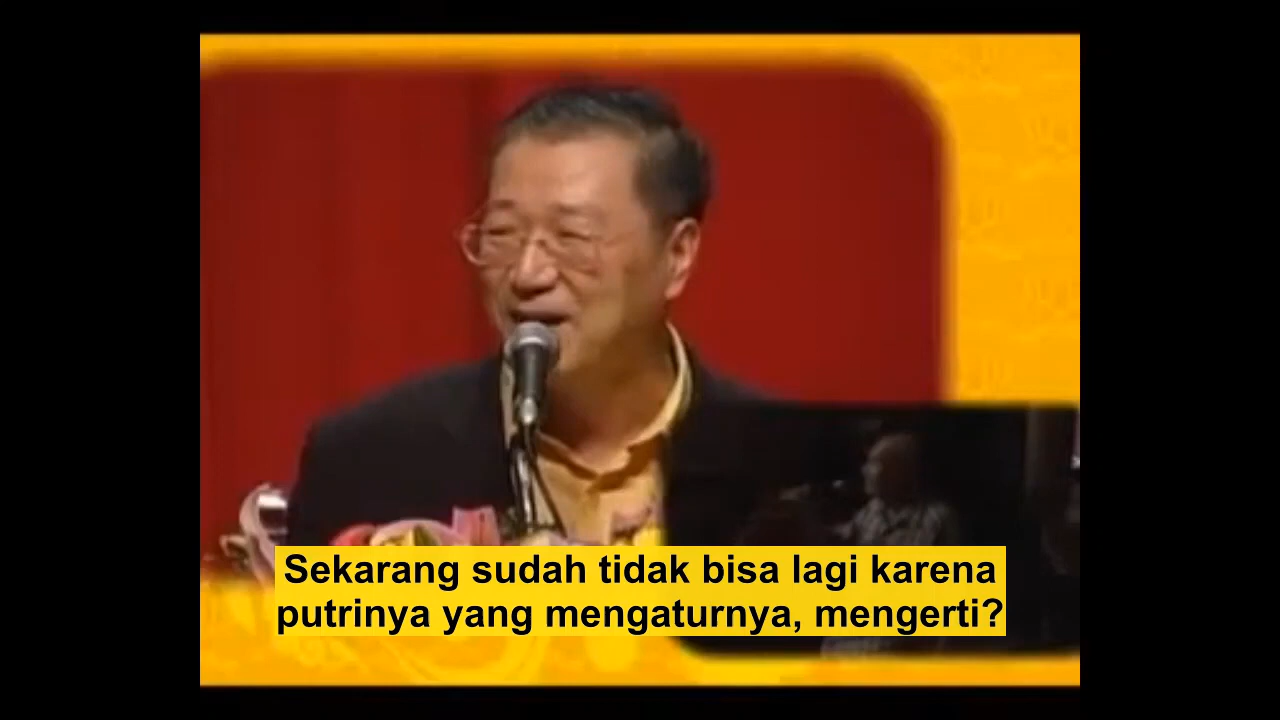 Sekarang sudah tidak bisa lagi karena
putrinya yang mengaturnya, mengerti?